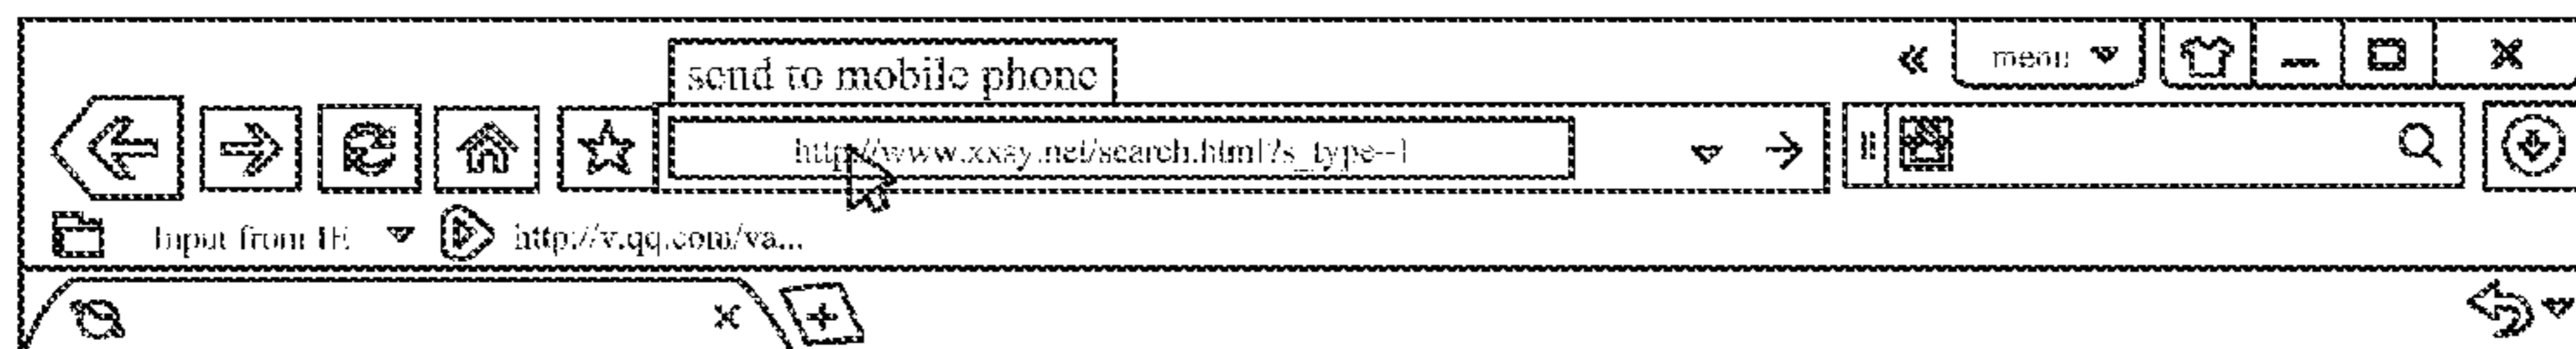 menu
send to mobile phone
http://www.xxsy.net/search.html?s_type=1
Input from IE
http://v.qq.com/va...